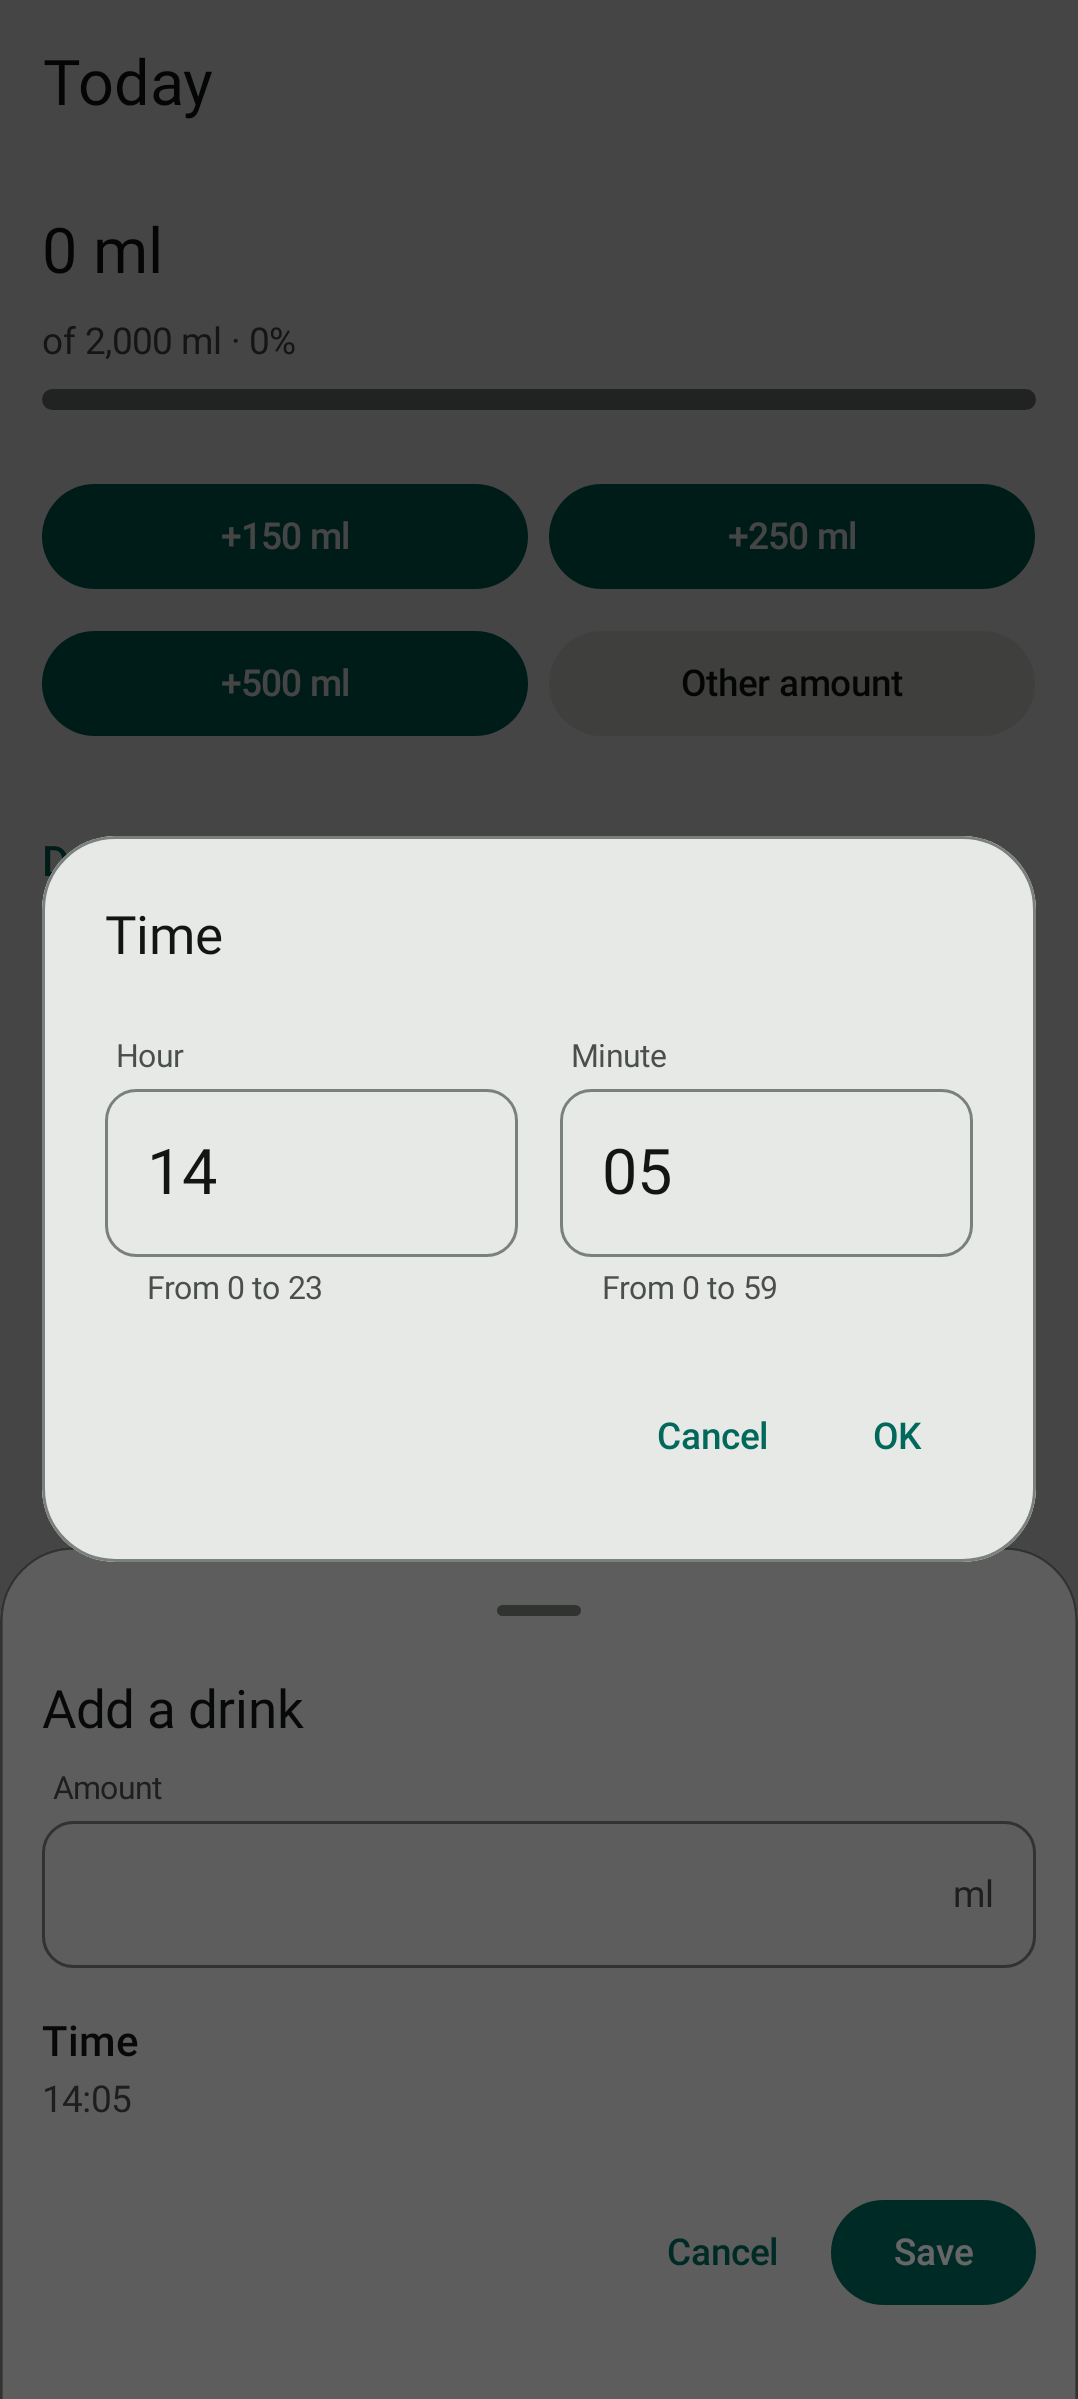 Today
0 ml
of 2,000 ml · 0%
+150 ml
+250 ml
+500 ml
Other amount
Time
Hour
Minute
14
05
From 0 to 23
From 0 to 59
Cancel
OK
Add a drink
Amount
ml
Time
14:05
Cancel
Save